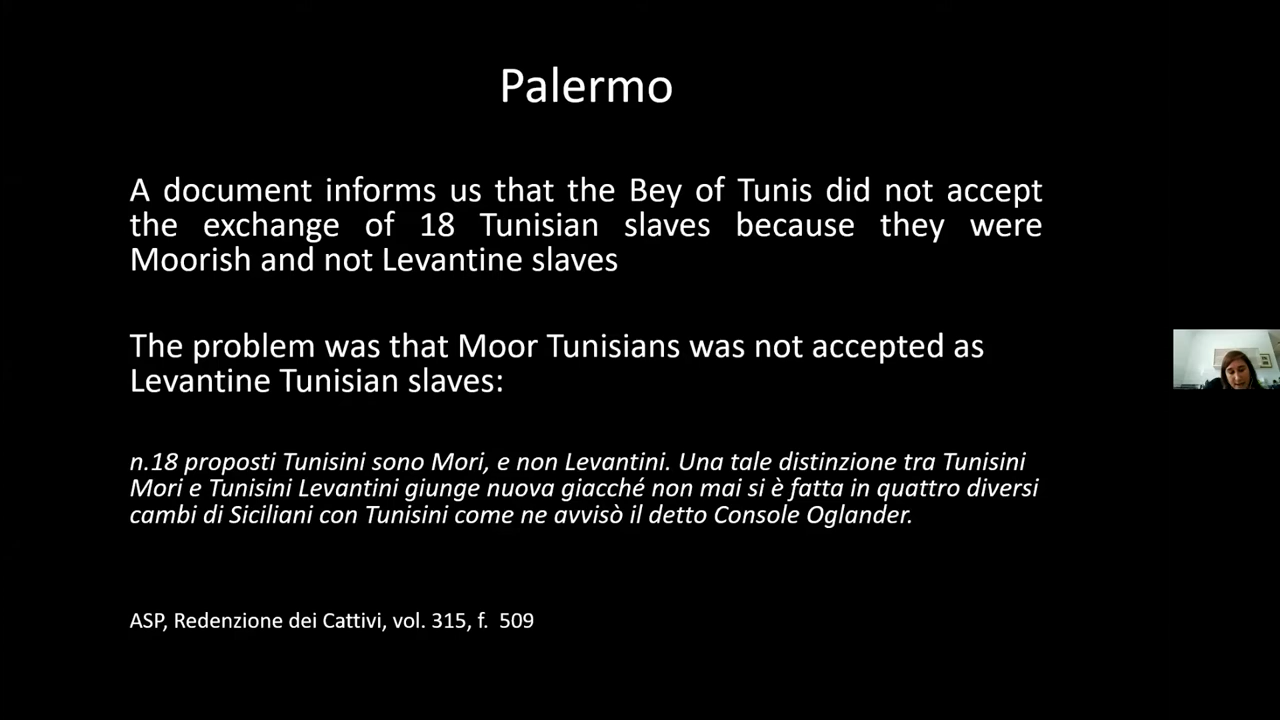 Palermo
A document informs us that the Bey of Tunis did not accept
the exchange of 18 Tunisian slaves because they were
Moorish and not Levantine slaves
The problem was that Moor Tunisians was not accepted as
Levantine Tunisian slaves:
n.18 proposti Tunisini sono Mori, e non Levantini. Una tale distinzione tra Tunisini
Mori e Tunisini Levantini giunge nuova giacché non mai si è fatta in quattro diversi
cambi di Siciliani con Tunisini come ne avvisò il detto Console Oglander.
ASP, Redenzione dei Cattivi, vol. 315, f. 509